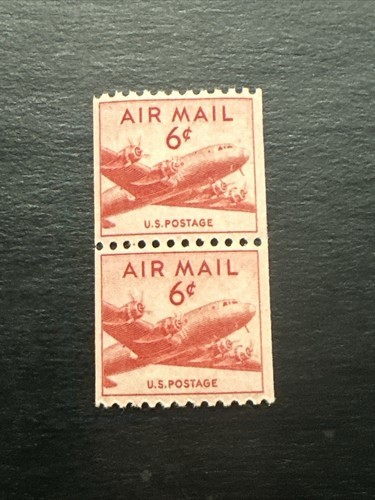 AIR MAIL
6¢
U.S. POSTAGE
AIR MAIL
6¢
U.S. POSTAGE